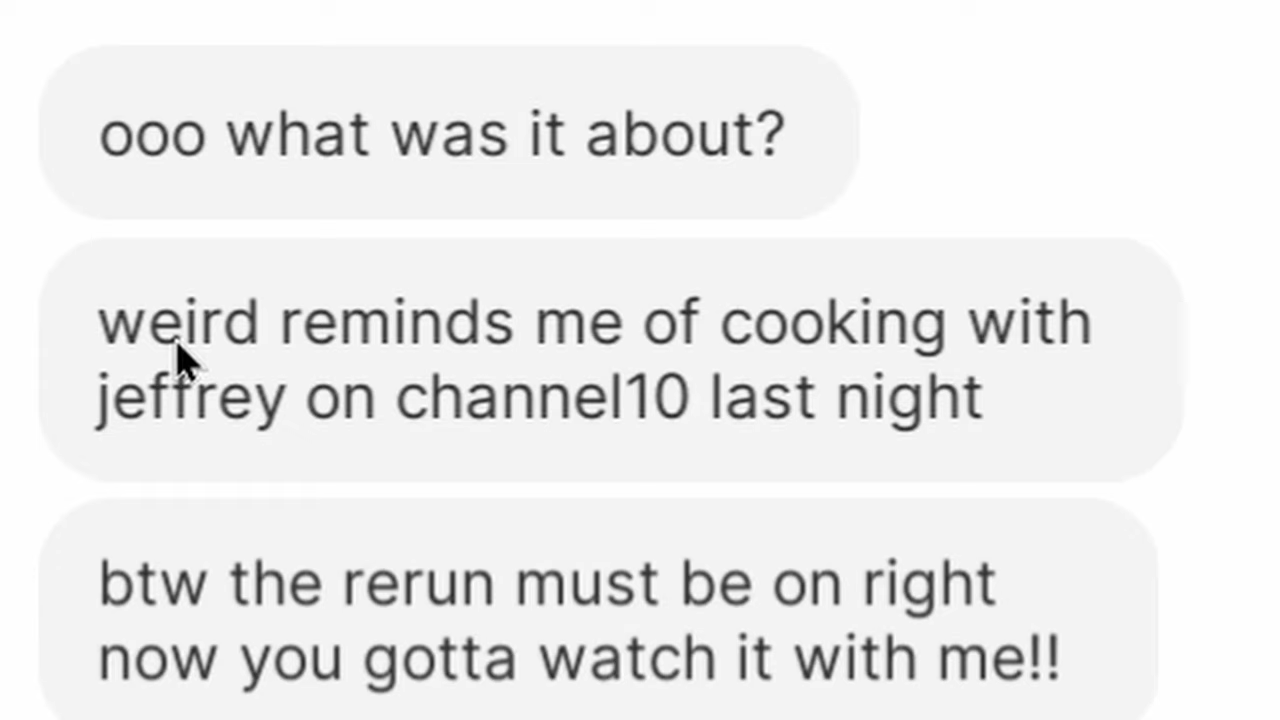 ooo what was it about?
weird reminds me of cooking with
jeffrey on channel10 last night
btw the rerun must be on right
now you gotta watch it with me!!